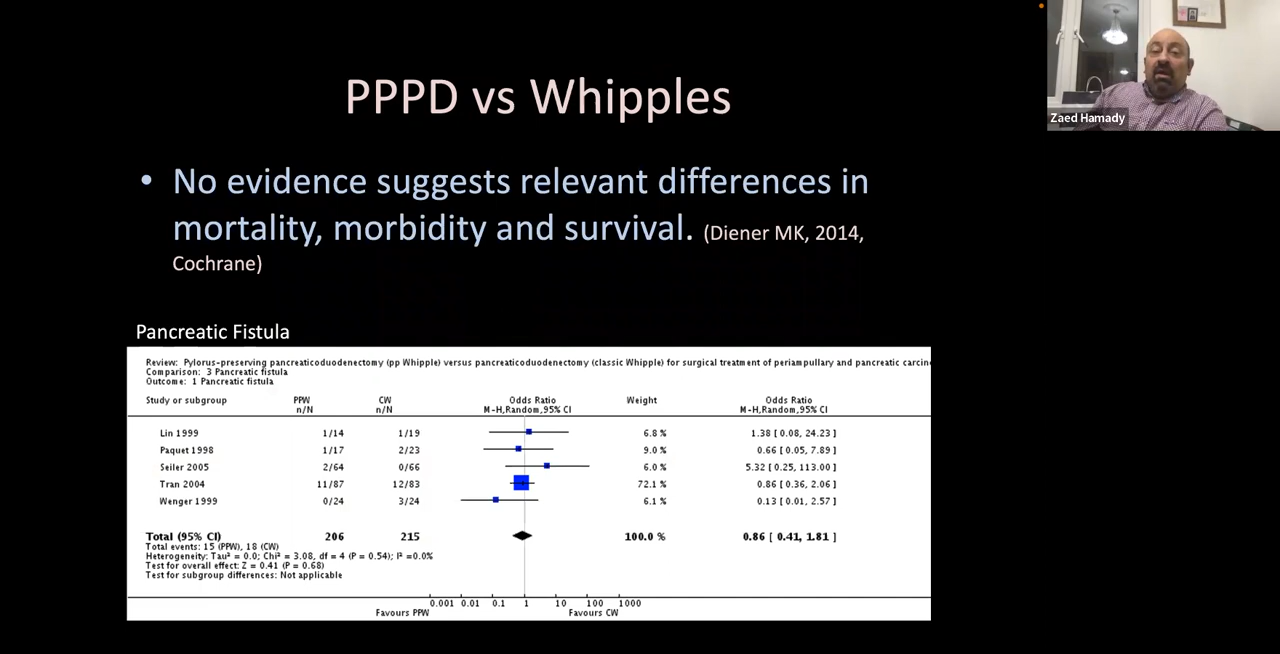 PPPD vs Whipples
Zaed Hamady
• No evidence suggests relevant differences in
mortality, morbidity and survival. (Diener MK, 2014,
Cochrane)
Pancreatic Fistula
Review: Pylorus-preserving pancreaticoduodenectomy (pp Whipple) versus pancreaticoduodenectomy (classic Whipple) for surgical treatment of periampullary and pancreatic carcin
Comparison: 3 Pancreatic fistula
Outcome: 1 Pancreatic fistula
Study or subgroup PPW CW Odds Ratio Weight Odds Ratio
n/N n/N M-H,Random,95% CI M-H,Random,95% CI
Lin 1999 1/14 1/19 6.8 % 1.38 [ 0.08, 24.23 ]
Paquet 1998 1/17 2/23 9.0 % 0.66 [ 0.05, 7.89 ]
Seiler 2005 2/64 0/66 6.0 % 5.32 [ 0.25, 113.00 ]
Tran 2004 11/87 12/83 72.1 % 0.86 [ 0.36, 2.06 ]
Wenger 1999 0/24 3/24 6.1 % 0.13 [ 0.01, 2.57 ]
Total (95% CI) 206 215 100.0 % 0.86 [ 0.41, 1.81 ]
Total events: 15 (PPW), 18 (CW)
Heterogeneity: Tau² = 0.0; Chi² = 3.08, df = 4 (P = 0.54); I² =0.0%
Test for overall effect: Z = 0.41 (P = 0.68)
Test for subgroup differences: Not applicable
0.001 0.01 0.1 1 10 100 1000
Favours PPW Favours CW